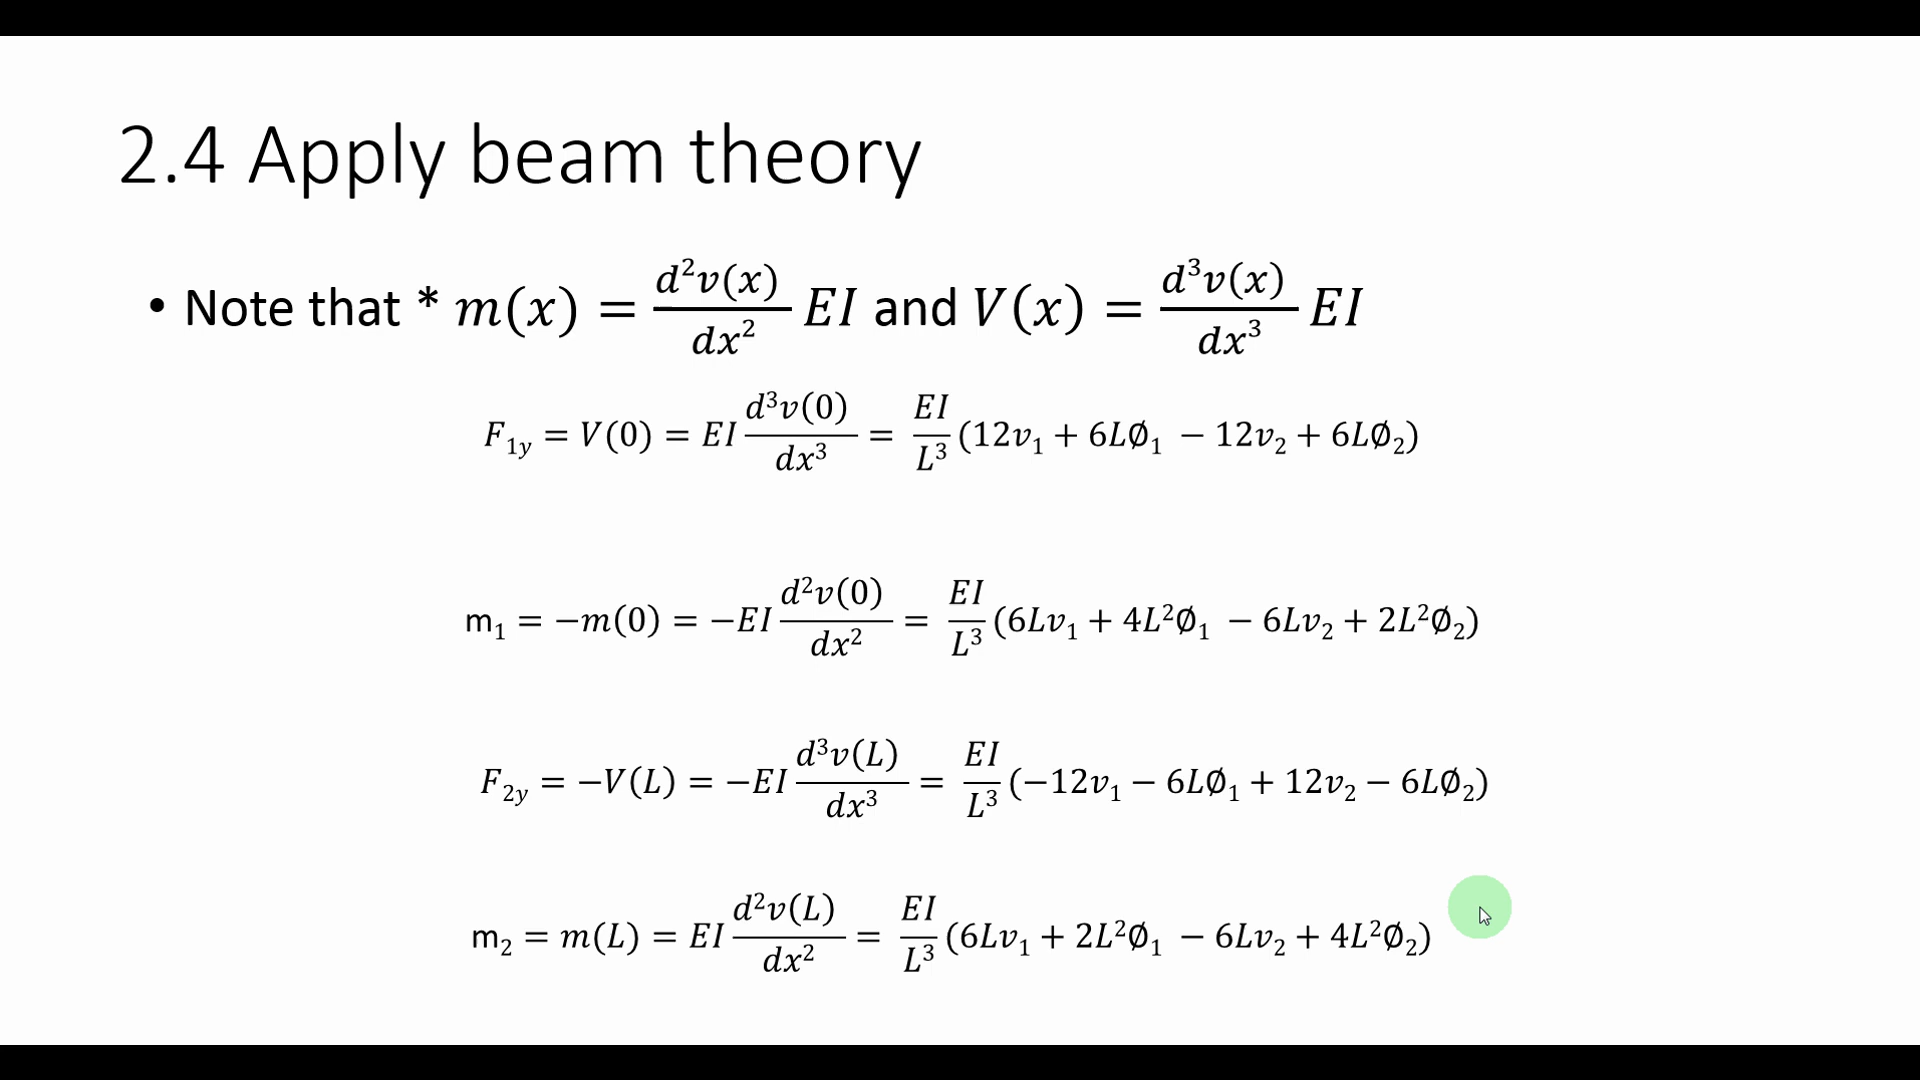 2.4 Apply beam theory
• Note that * m(x) = d²v(x)/dx² EI and V(x) = d³v(x)/dx³ EI
F₁y = V(0) = EI d³v(0)/dx³ = EI/L³ (12v₁ + 6L∅₁ − 12v₂ + 6L∅₂)
m₁ = −m(0) = −EI d²v(0)/dx² = EI/L³ (6Lv₁ + 4L²∅₁ − 6Lv₂ + 2L²∅₂)
F₂y = −V(L) = −EI d³v(L)/dx³ = EI/L³ (−12v₁ − 6L∅₁ + 12v₂ − 6L∅₂)
m₂ = m(L) = EI d²v(L)/dx² = EI/L³ (6Lv₁ + 2L²∅₁ − 6Lv₂ + 4L²∅₂)